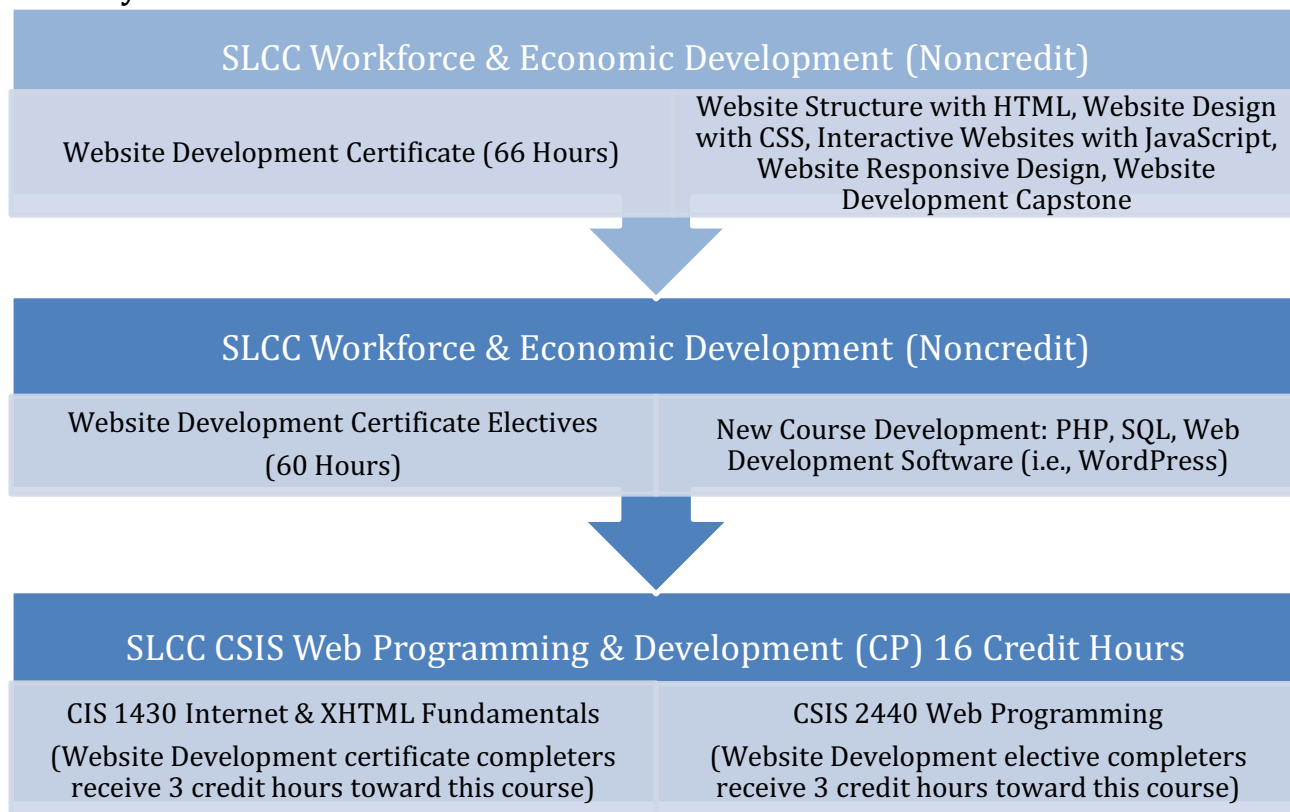 SLCC Workforce & Economic Development (Noncredit)
Website Development Certificate (66 Hours)
Website Structure with HTML, Website Design
with CSS, Interactive Websites with JavaScript,
Website Responsive Design, Website
Development Capstone
SLCC Workforce & Economic Development (Noncredit)
Website Development Certificate Electives
(60 Hours)
New Course Development: PHP, SQL, Web
Development Software (i.e., WordPress)
SLCC CSIS Web Programming & Development (CP) 16 Credit Hours
CIS 1430 Internet & XHTML Fundamentals
(Website Development certificate completers
receive 3 credit hours toward this course)
CSIS 2440 Web Programming
(Website Development elective completers
receive 3 credit hours toward this course)